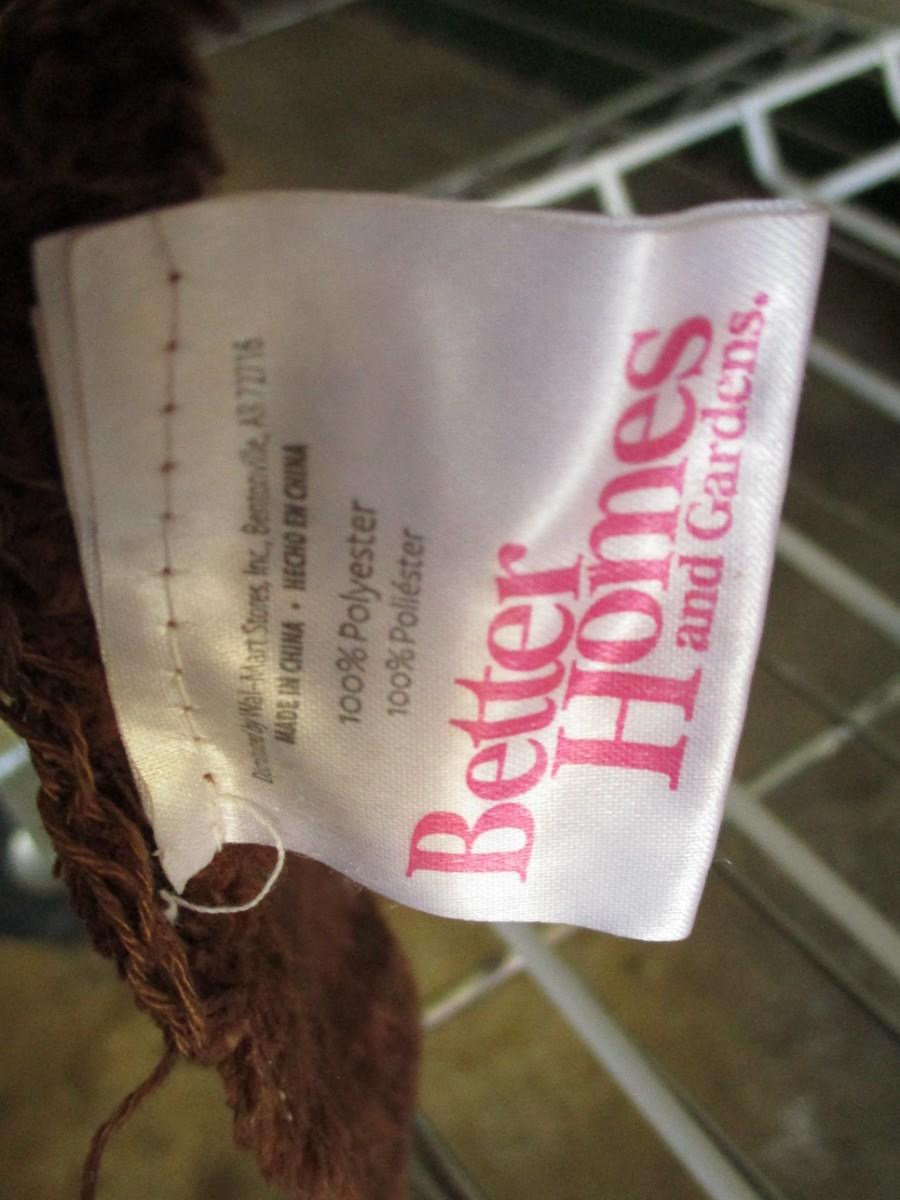 by Wal-Mart Stores, Inc., Bentonville, AR 72716
MADE IN CHINA • HECHO EN CHINA
100% Polyester
100% Poliéster
Better
Homes
and Gardens.